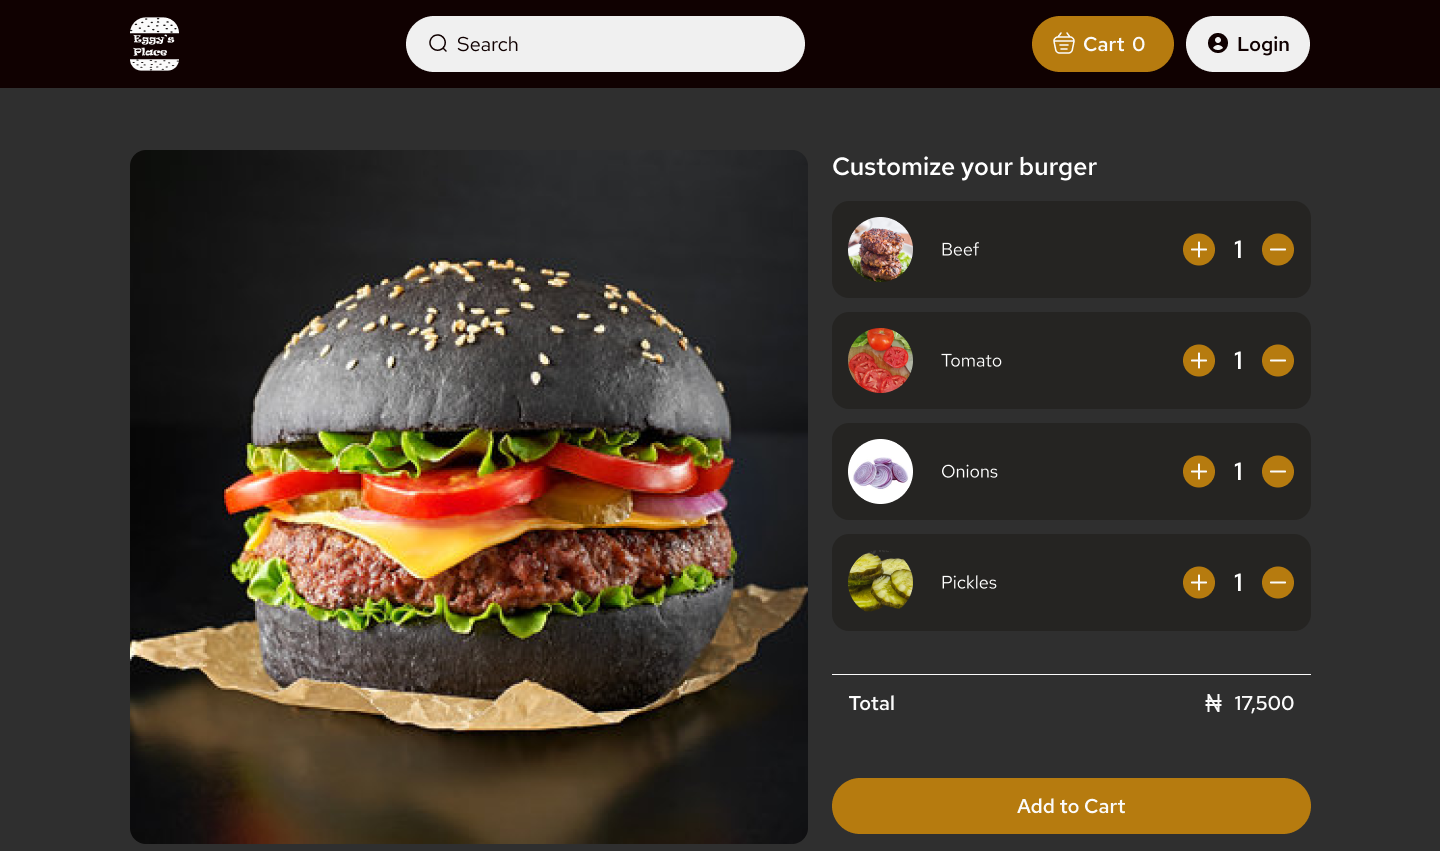 Eggy's
Place
Search
Cart 0
Login
Customize your burger
Beef
1
Tomato
1
Onions
1
Pickles
1
Total
₦ 17,500
Add to Cart